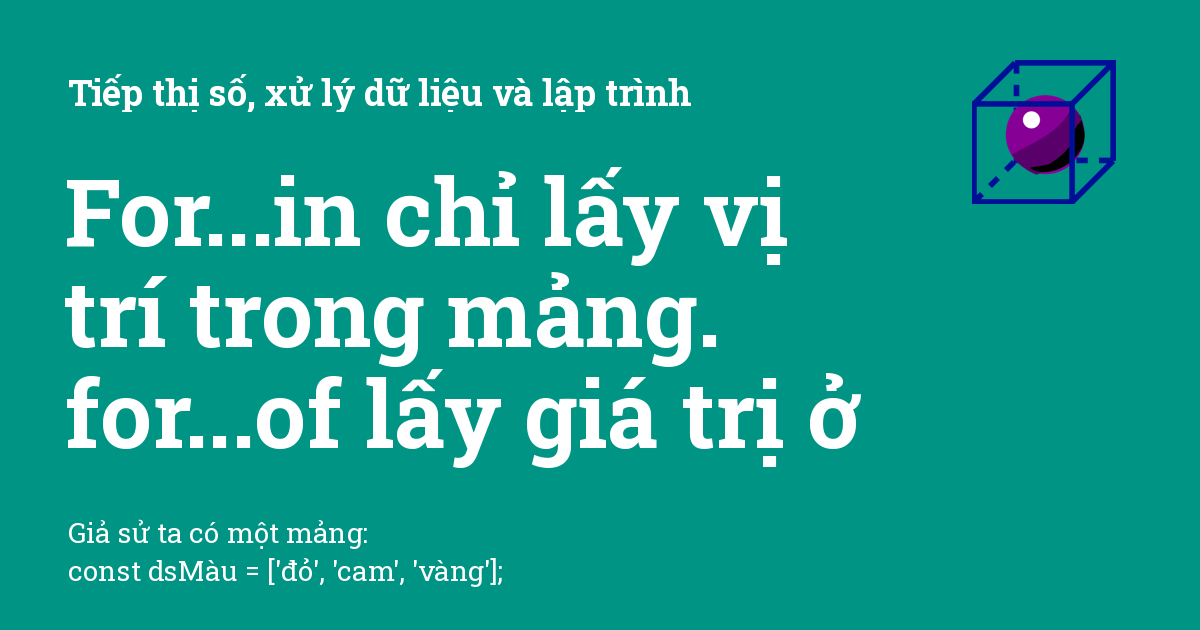 Tiếp thị số, xử lý dữ liệu và lập trình
For...in chỉ lấy vị
trí trong mảng.
for...of lấy giá trị ở
Giả sử ta có một mảng:
const dsMàu = ['đỏ', 'cam', 'vàng'];